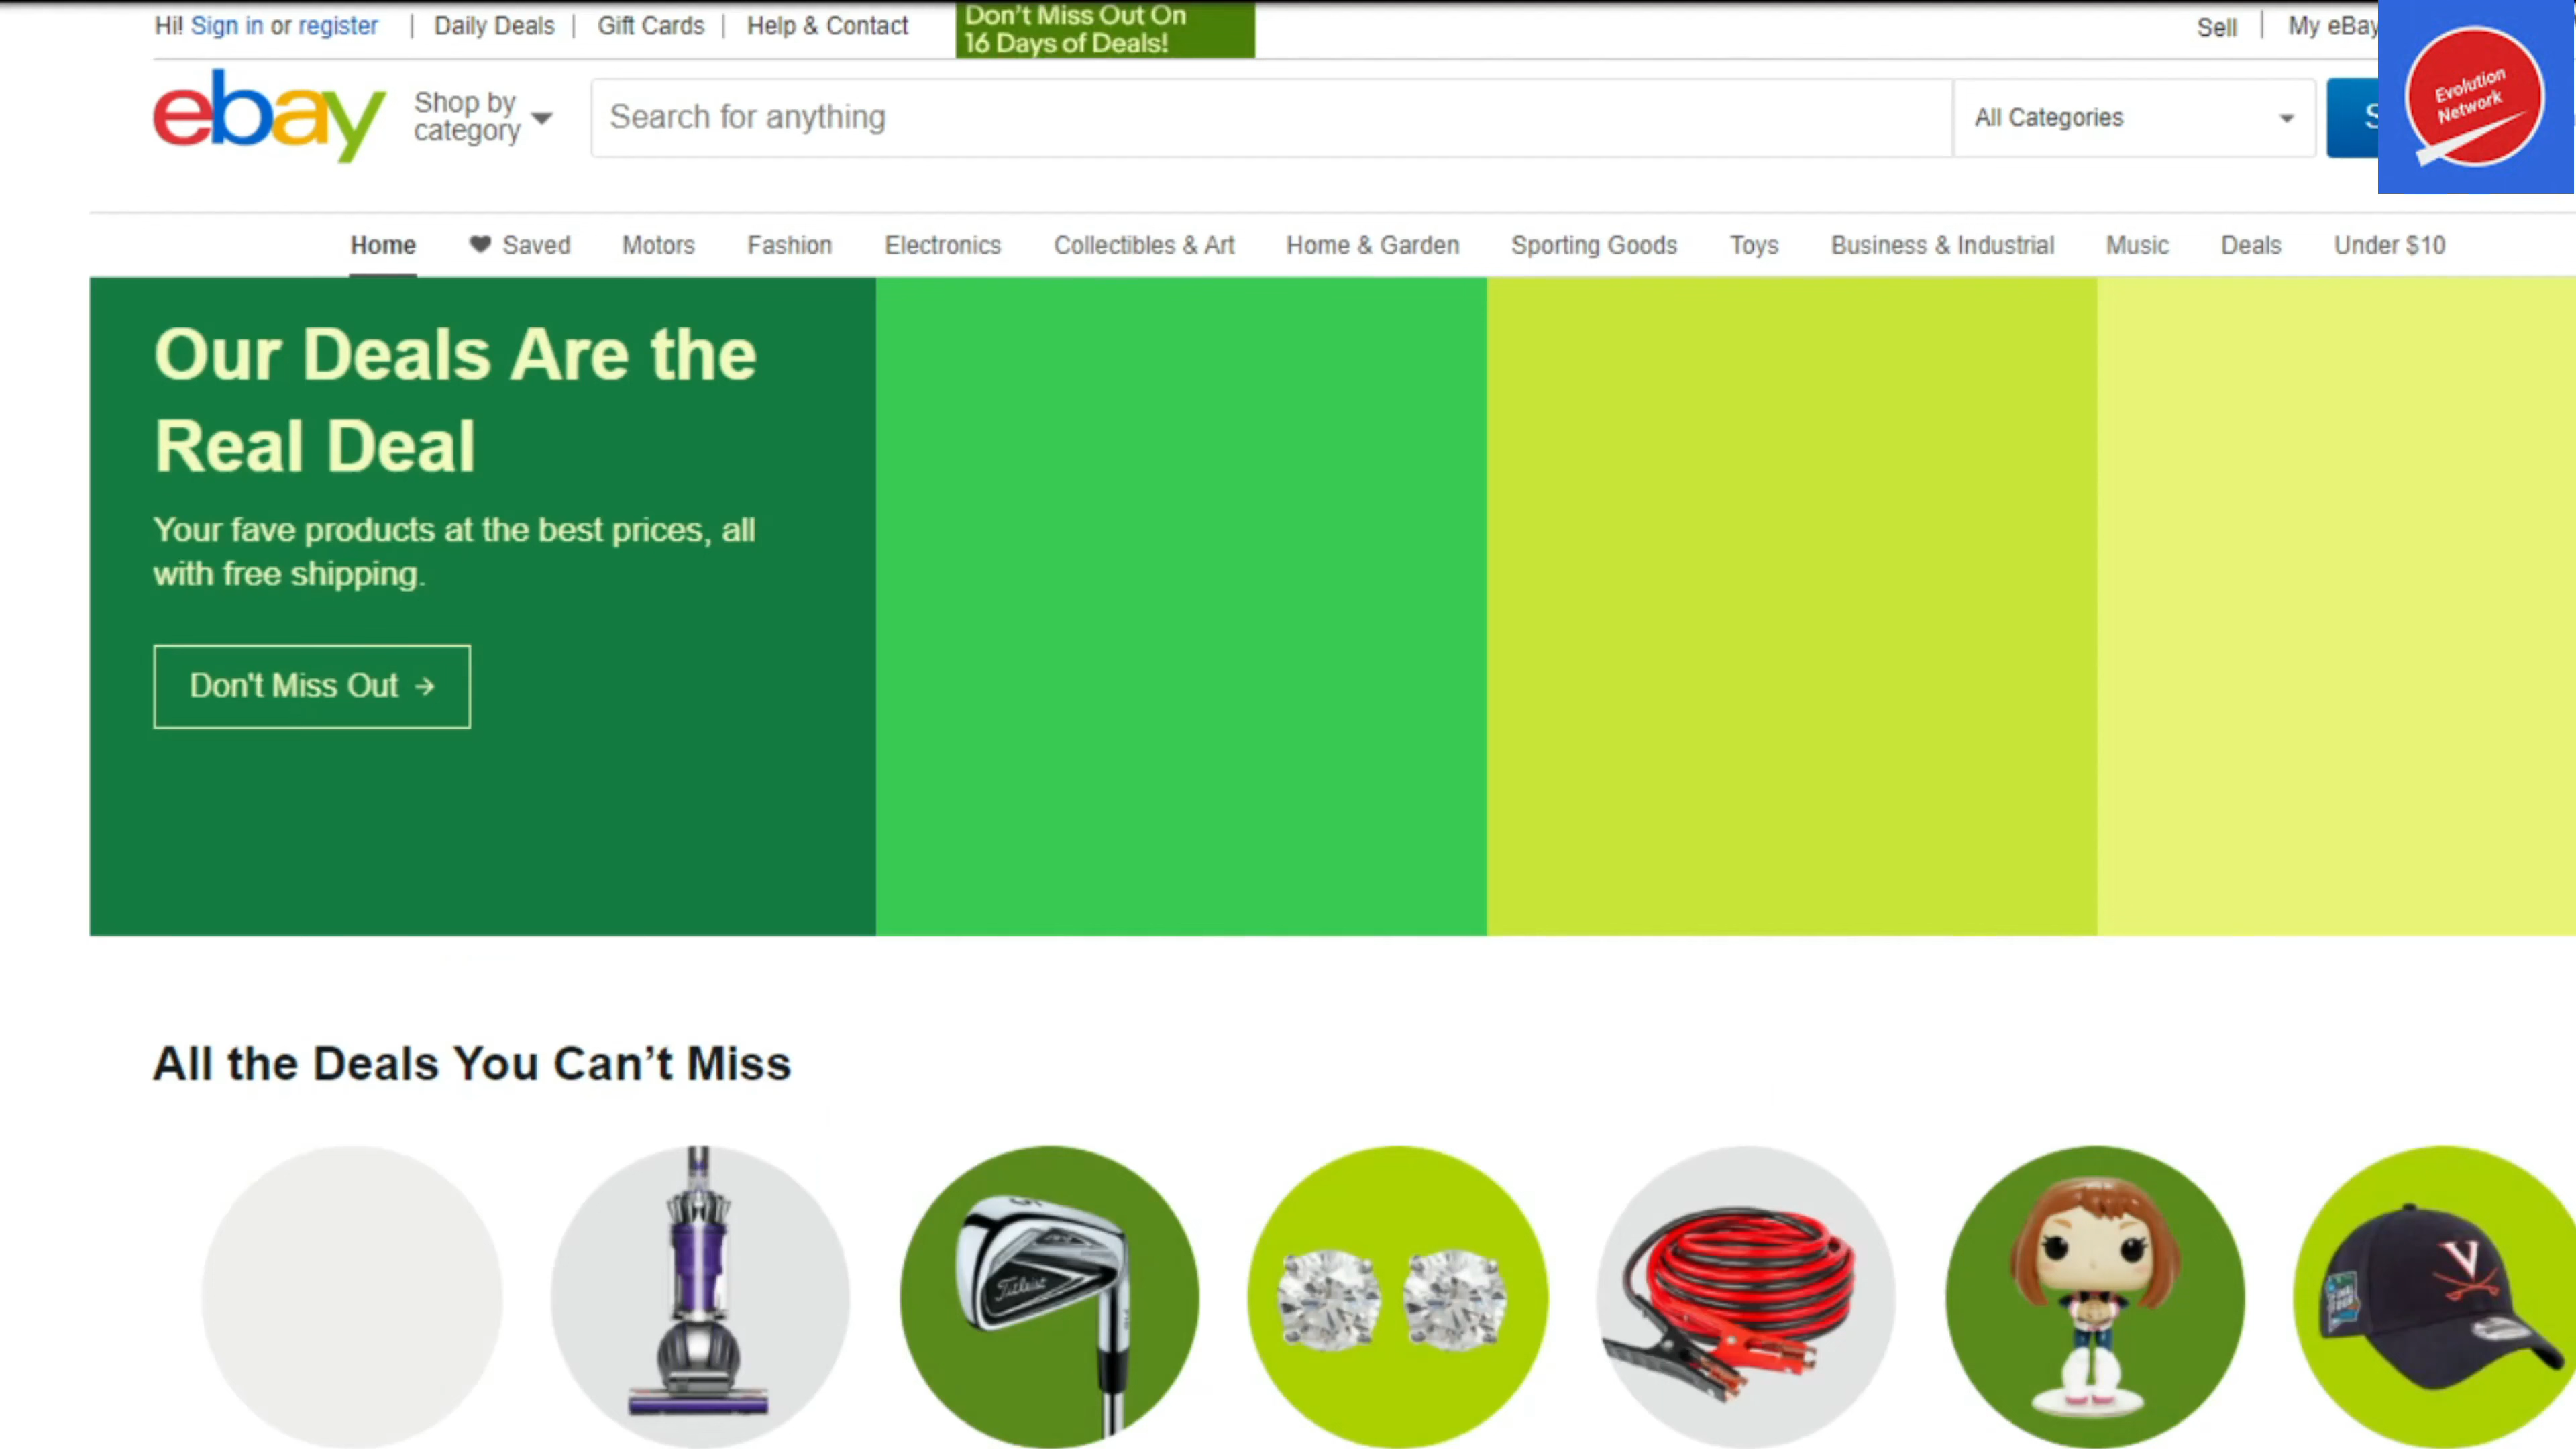 Hi! Sign in or register | Daily Deals | Gift Cards | Help & Contact
Don't Miss Out On
16 Days of Deals!
Sell | My eBay
Evolution
Network
ebay
Shop by
category
Search for anything
All Categories
S
Home Saved Motors Fashion Electronics Collectibles & Art Home & Garden Sporting Goods Toys Business & Industrial Music Deals Under $10
Our Deals Are the
Real Deal
Your fave products at the best prices, all
with free shipping.
Don't Miss Out →
All the Deals You Can’t Miss
Titleist
V